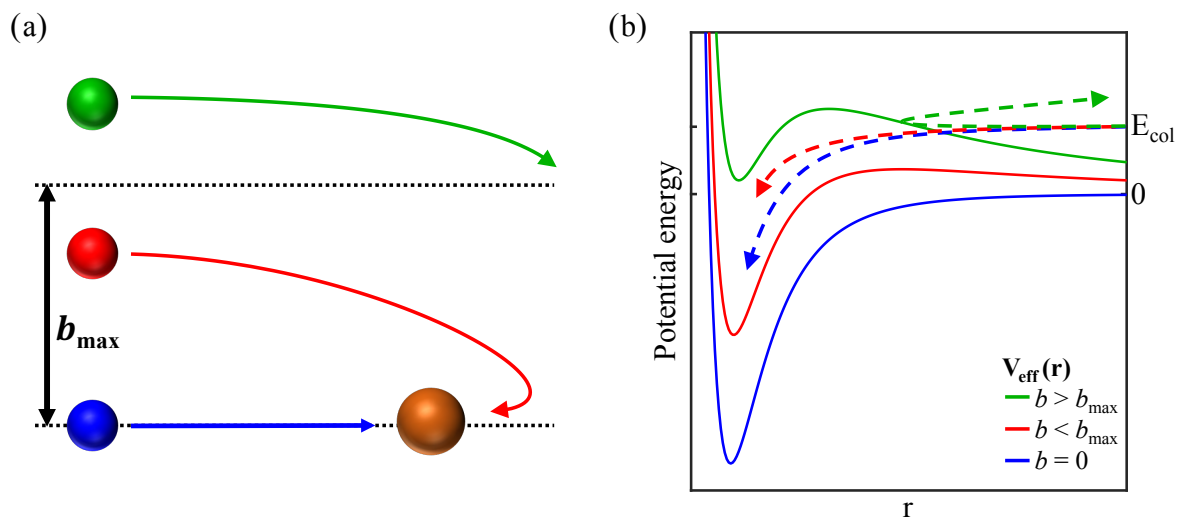 (a)
b_max
(b)
Potential energy
E_col
0
r
V_eff(r)
b > b_max
b < b_max
b = 0